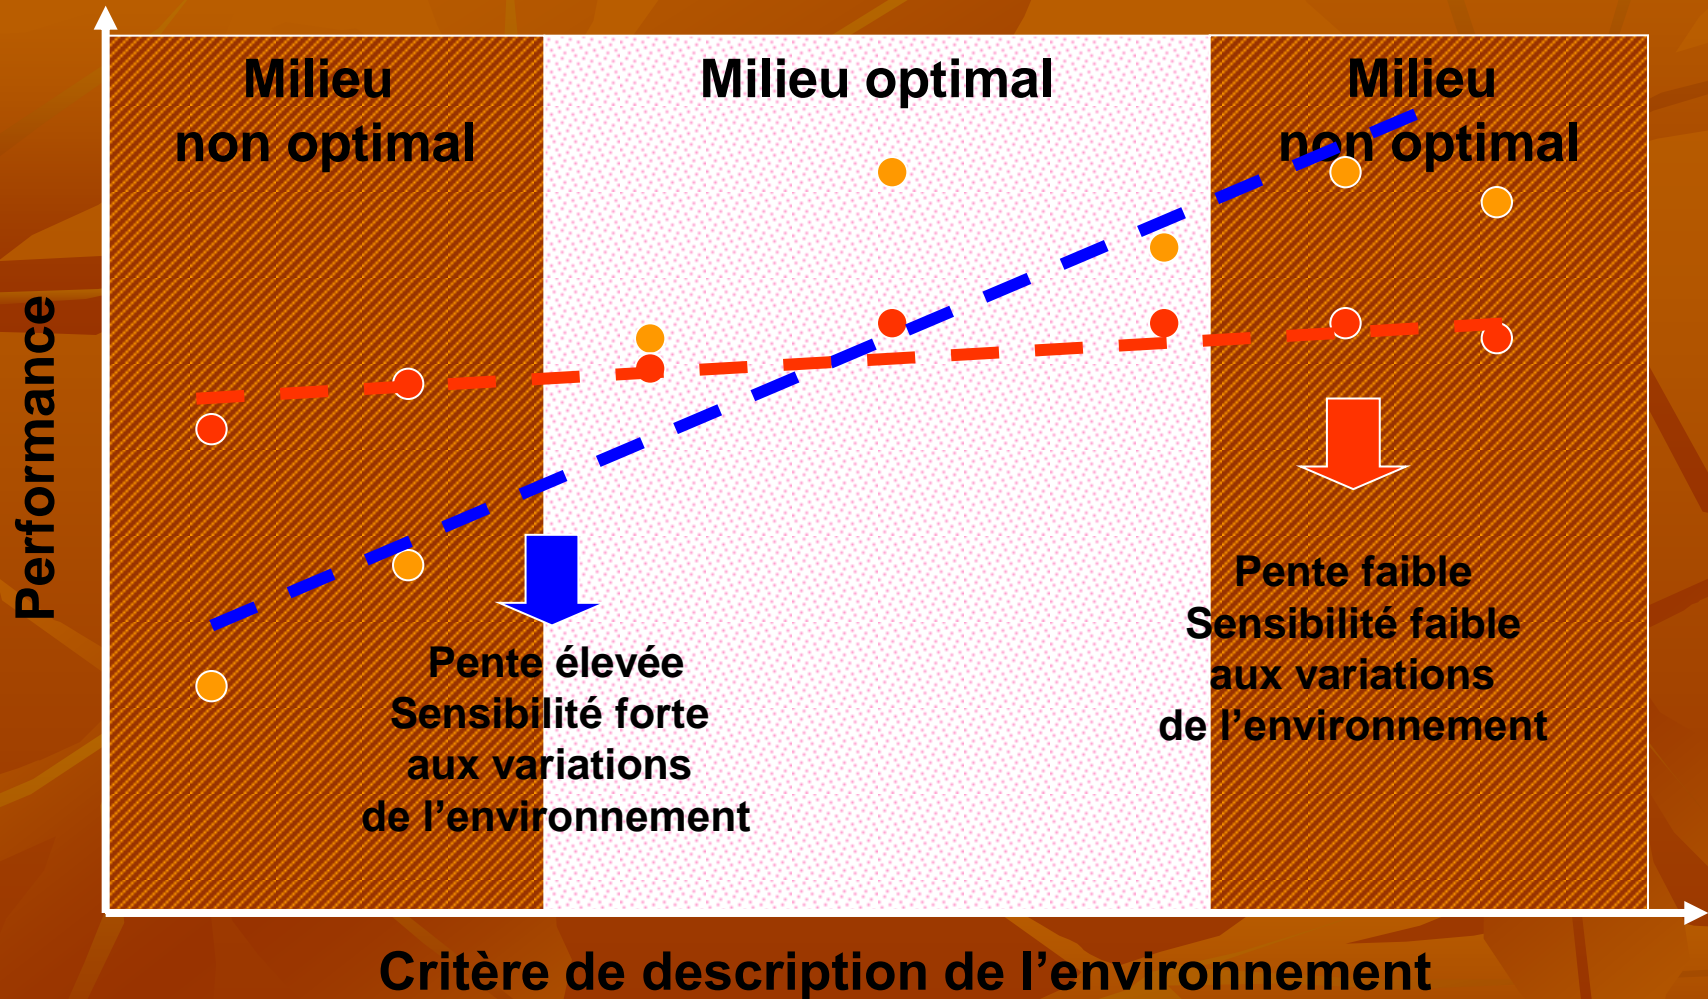 Milieu
non optimal
Milieu optimal
Milieu
non optimal
Performance
Pente élevée
Sensibilité forte
aux variations
de l’environnement
Pente faible
Sensibilité faible
aux variations
de l’environnement
Critère de description de l’environnement